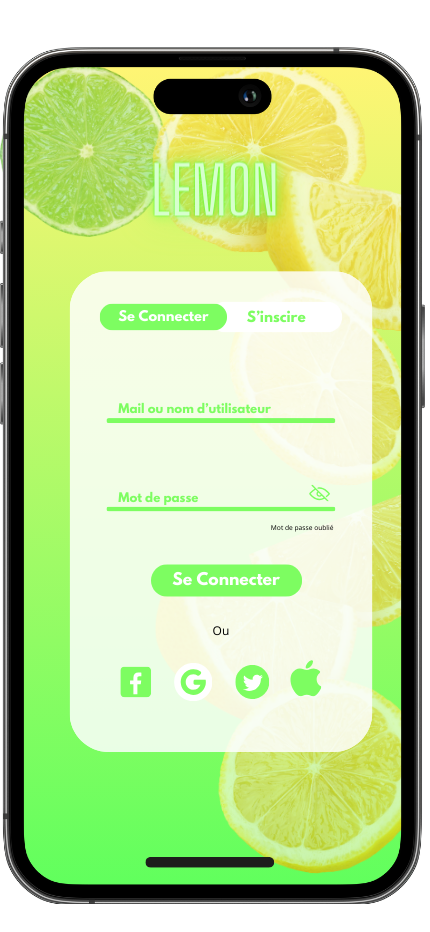 LEMON
Se Connecter S'inscire
Mail ou nom d'utilisateur
Mot de passe
Mot de passe oublié
Se Connecter
Ou